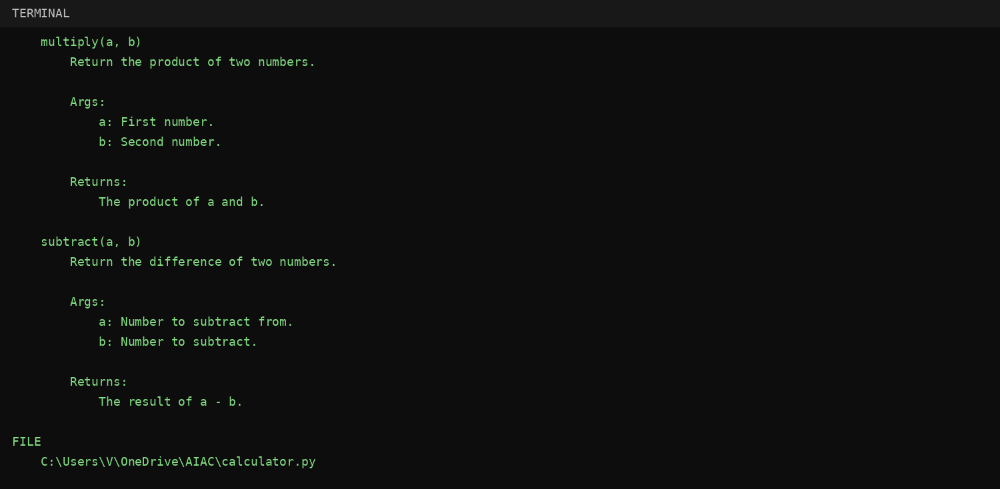 TERMINAL
multiply(a, b)
Return the product of two numbers.
Args:
a: First number.
b: Second number.
Returns:
The product of a and b.
subtract(a, b)
Return the difference of two numbers.
Args:
a: Number to subtract from.
b: Number to subtract.
Returns:
The result of a - b.
FILE
C:\Users\V\OneDrive\AIAC\calculator.py